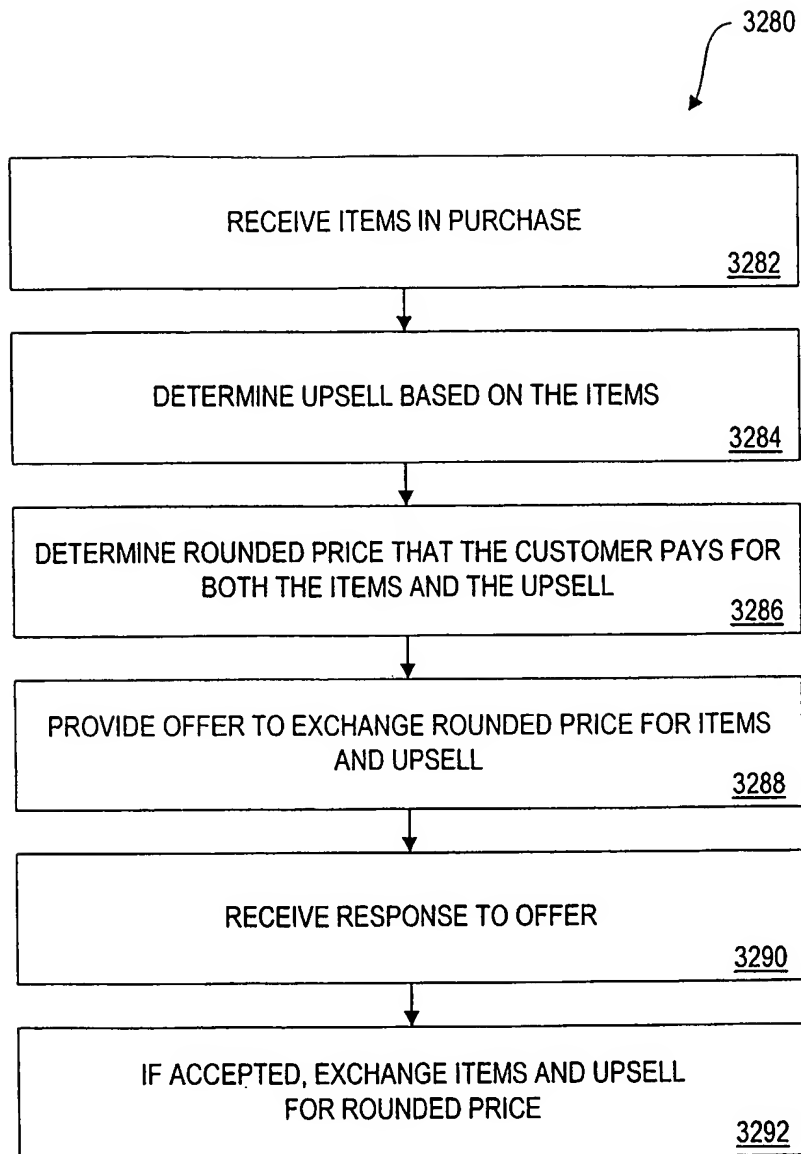 3280
RECEIVE ITEMS IN PURCHASE
3282
DETERMINE UPSELL BASED ON THE ITEMS
3284
DETERMINE ROUNDED PRICE THAT THE CUSTOMER PAYS FOR
BOTH THE ITEMS AND THE UPSELL
3286
PROVIDE OFFER TO EXCHANGE ROUNDED PRICE FOR ITEMS
AND UPSELL
3288
RECEIVE RESPONSE TO OFFER
3290
IF ACCEPTED, EXCHANGE ITEMS AND UPSELL
FOR ROUNDED PRICE
3292